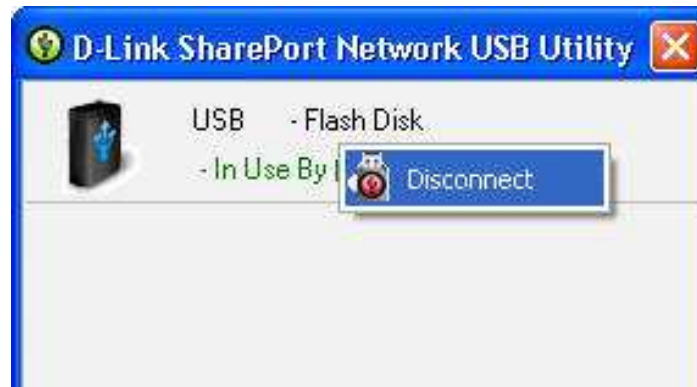 D-Link SharePort Network USB Utility
USB - Flash Disk
- In Use By
Disconnect